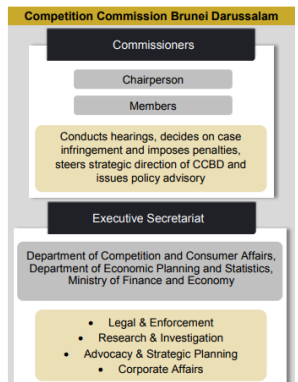 Competition Commission Brunei Darussalam
Commissioners
Chairperson
Members
Conducts hearings, decides on case
infringement and imposes penalties,
steers strategic direction of CCBD and
issues policy advisory
Executive Secretariat
Department of Competition and Consumer Affairs,
Department of Economic Planning and Statistics,
Ministry of Finance and Economy
• Legal & Enforcement
• Research & Investigation
• Advocacy & Strategic Planning
• Corporate Affairs